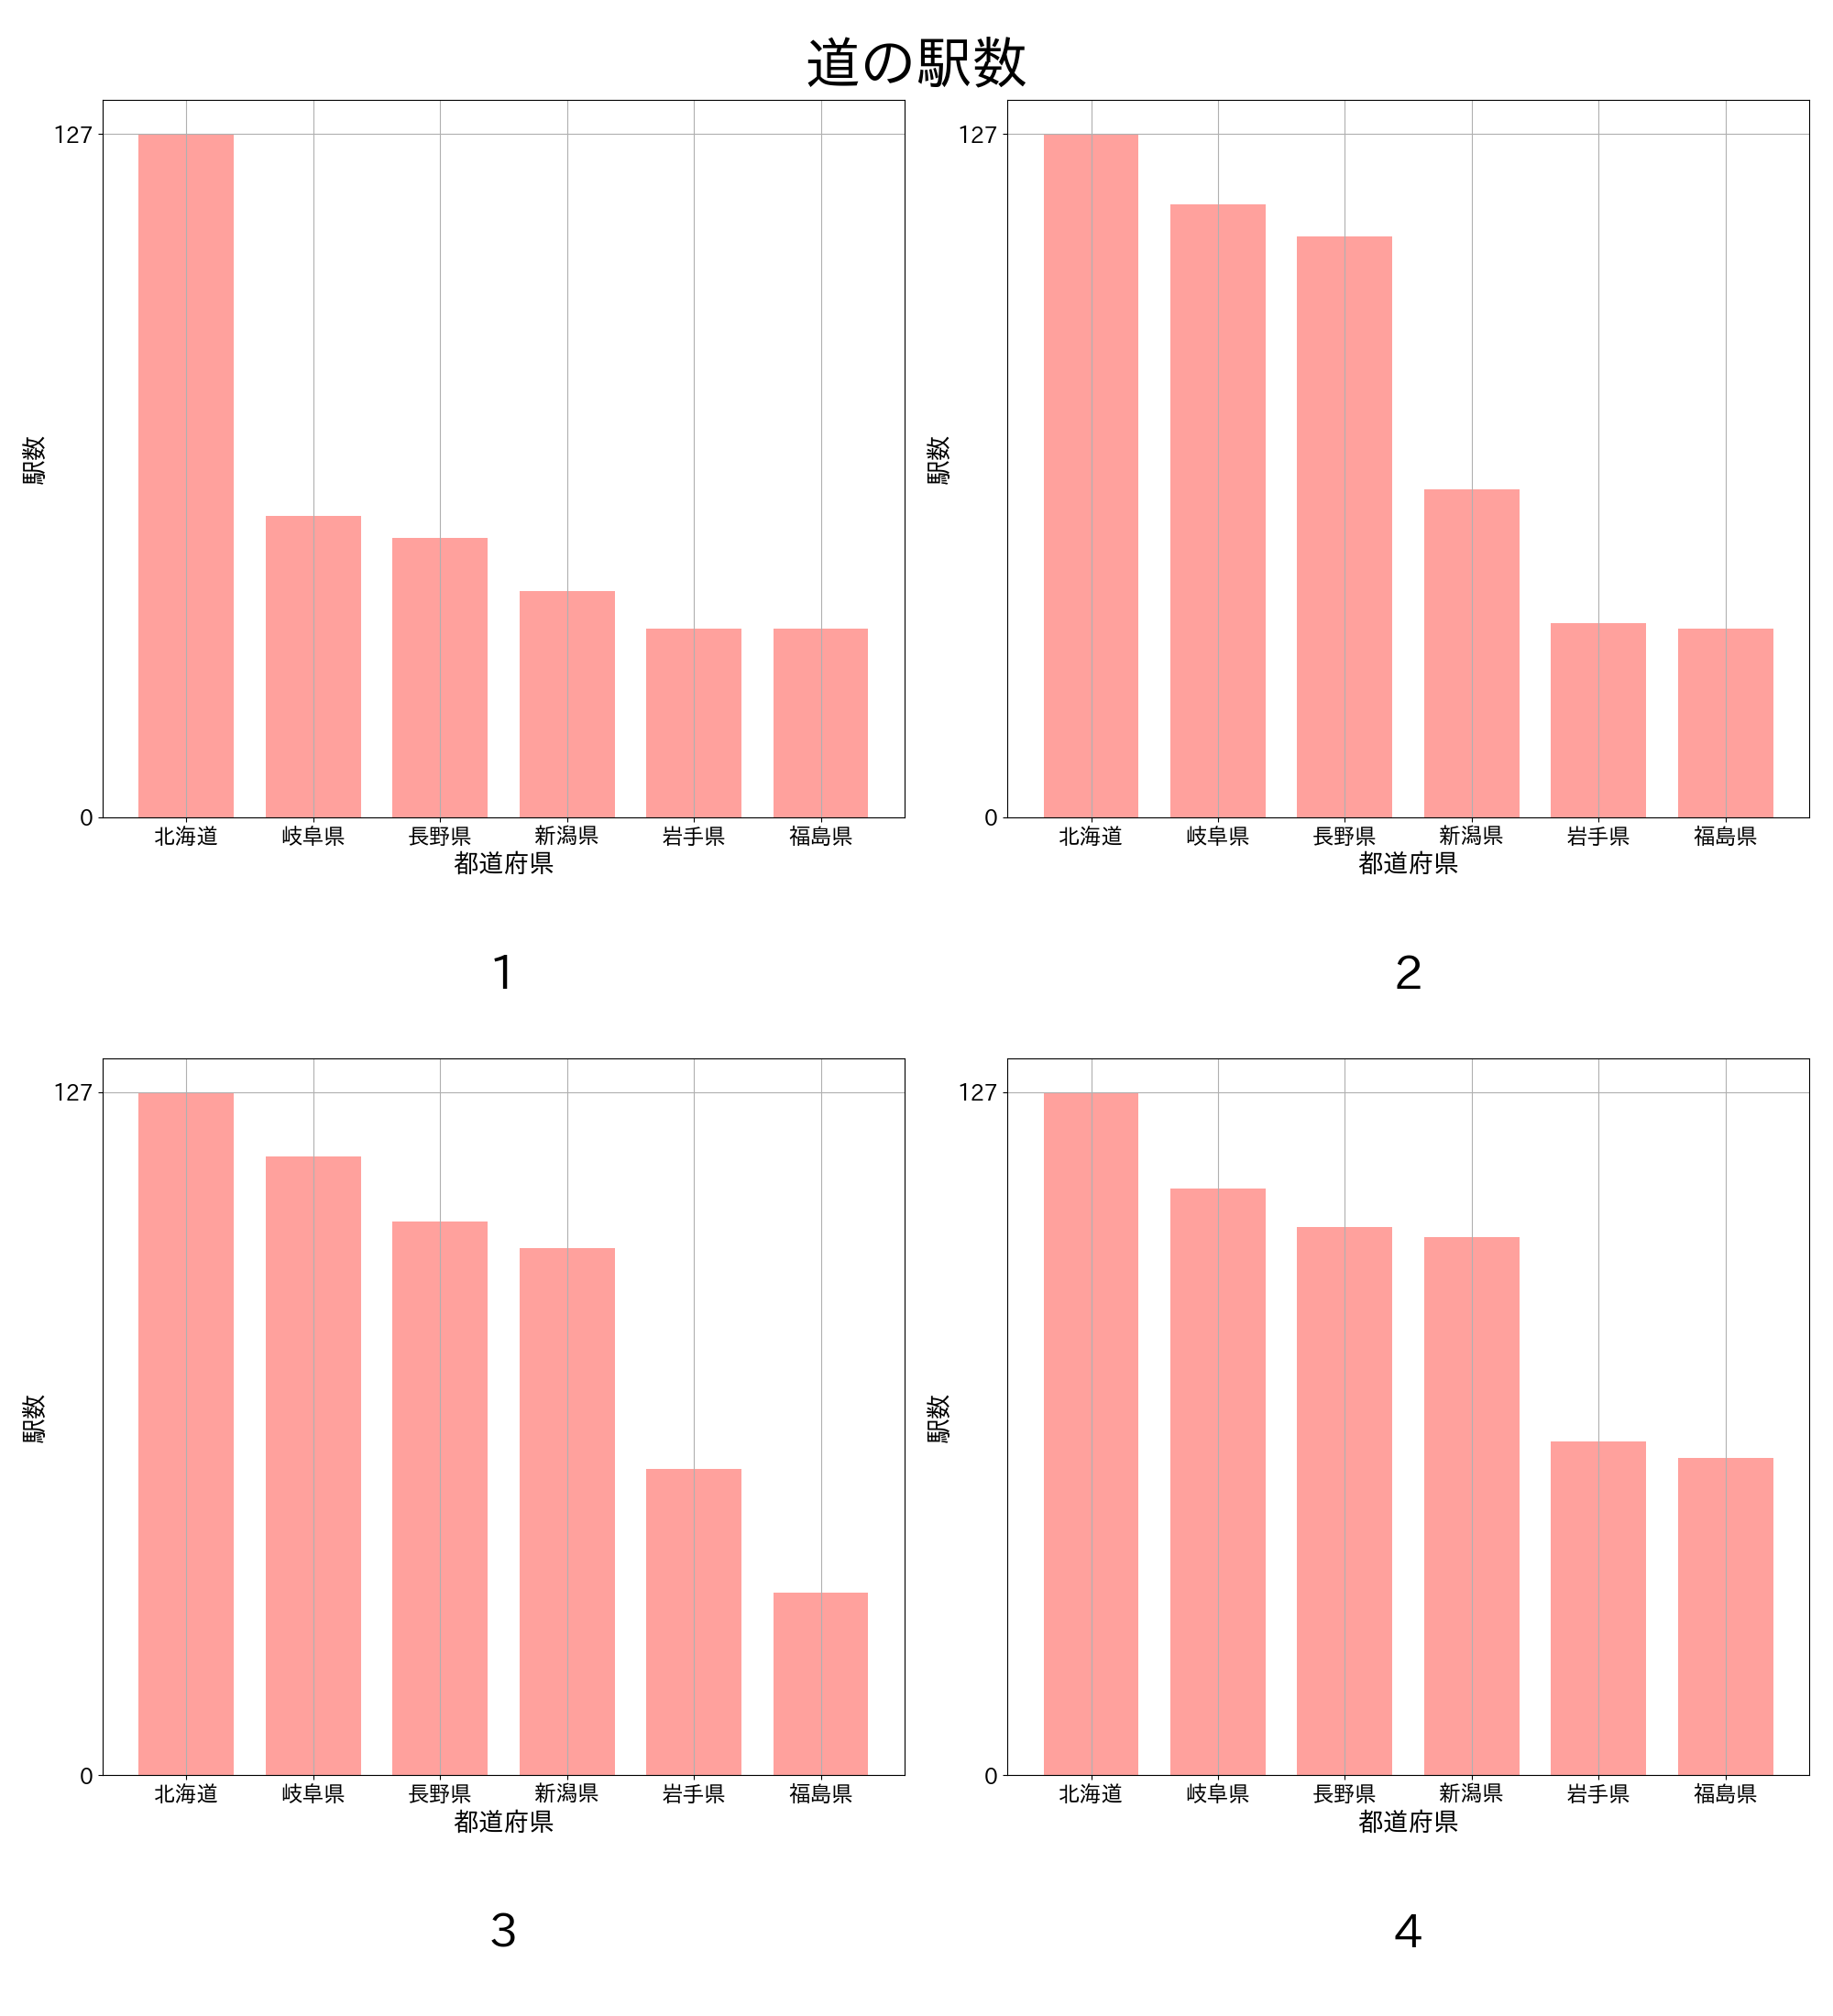 道の駅数
127
駅数
0
北海道 岐阜県 長野県 新潟県 岩手県 福島県
都道府県
1
127
駅数
0
北海道 岐阜県 長野県 新潟県 岩手県 福島県
都道府県
2
127
駅数
0
北海道 岐阜県 長野県 新潟県 岩手県 福島県
都道府県
3
127
駅数
0
北海道 岐阜県 長野県 新潟県 岩手県 福島県
都道府県
4